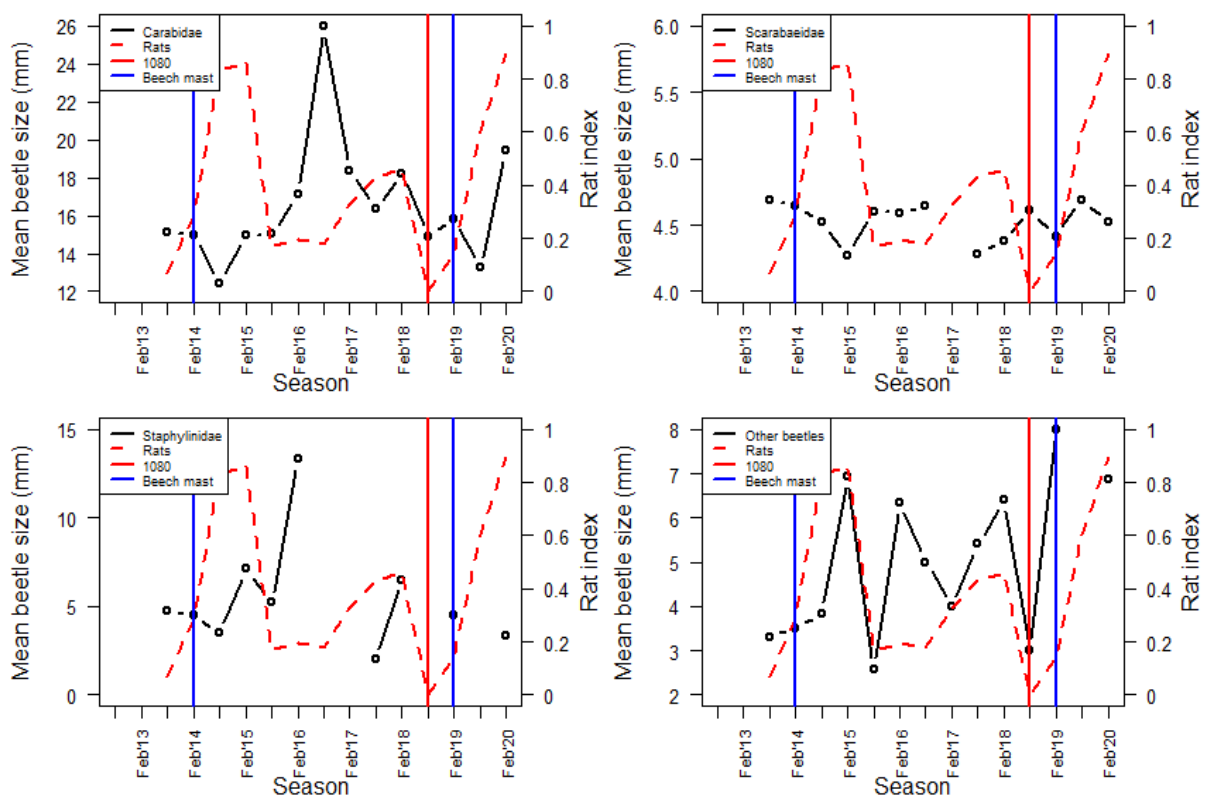 Carabidae
Rats
1080
Beech mast
26
24
22
20
18
16
14
12
Mean beetle size (mm)
1
0.8
0.6
0.4
0.2
0
Rat index
Feb'13
Feb'14
Feb'15
Feb'16
Feb'17
Feb'18
Feb'19
Feb'20
Season
Scarabaeidae
Rats
1080
Beech mast
6.0
5.5
5.0
4.5
4.0
Mean beetle size (mm)
1
0.8
0.6
0.4
0.2
0
Rat index
Feb'13
Feb'14
Feb'15
Feb'16
Feb'17
Feb'18
Feb'19
Feb'20
Season
Staphylinidae
Rats
1080
Beech mast
15
10
5
0
Mean beetle size (mm)
1
0.8
0.6
0.4
0.2
0
Rat index
Feb'13
Feb'14
Feb'15
Feb'16
Feb'17
Feb'18
Feb'19
Feb'20
Season
Other beetles
Rats
1080
Beech mast
8
7
6
5
4
3
2
Mean beetle size (mm)
1
0.8
0.6
0.4
0.2
0
Rat index
Feb'13
Feb'14
Feb'15
Feb'16
Feb'17
Feb'18
Feb'19
Feb'20
Season